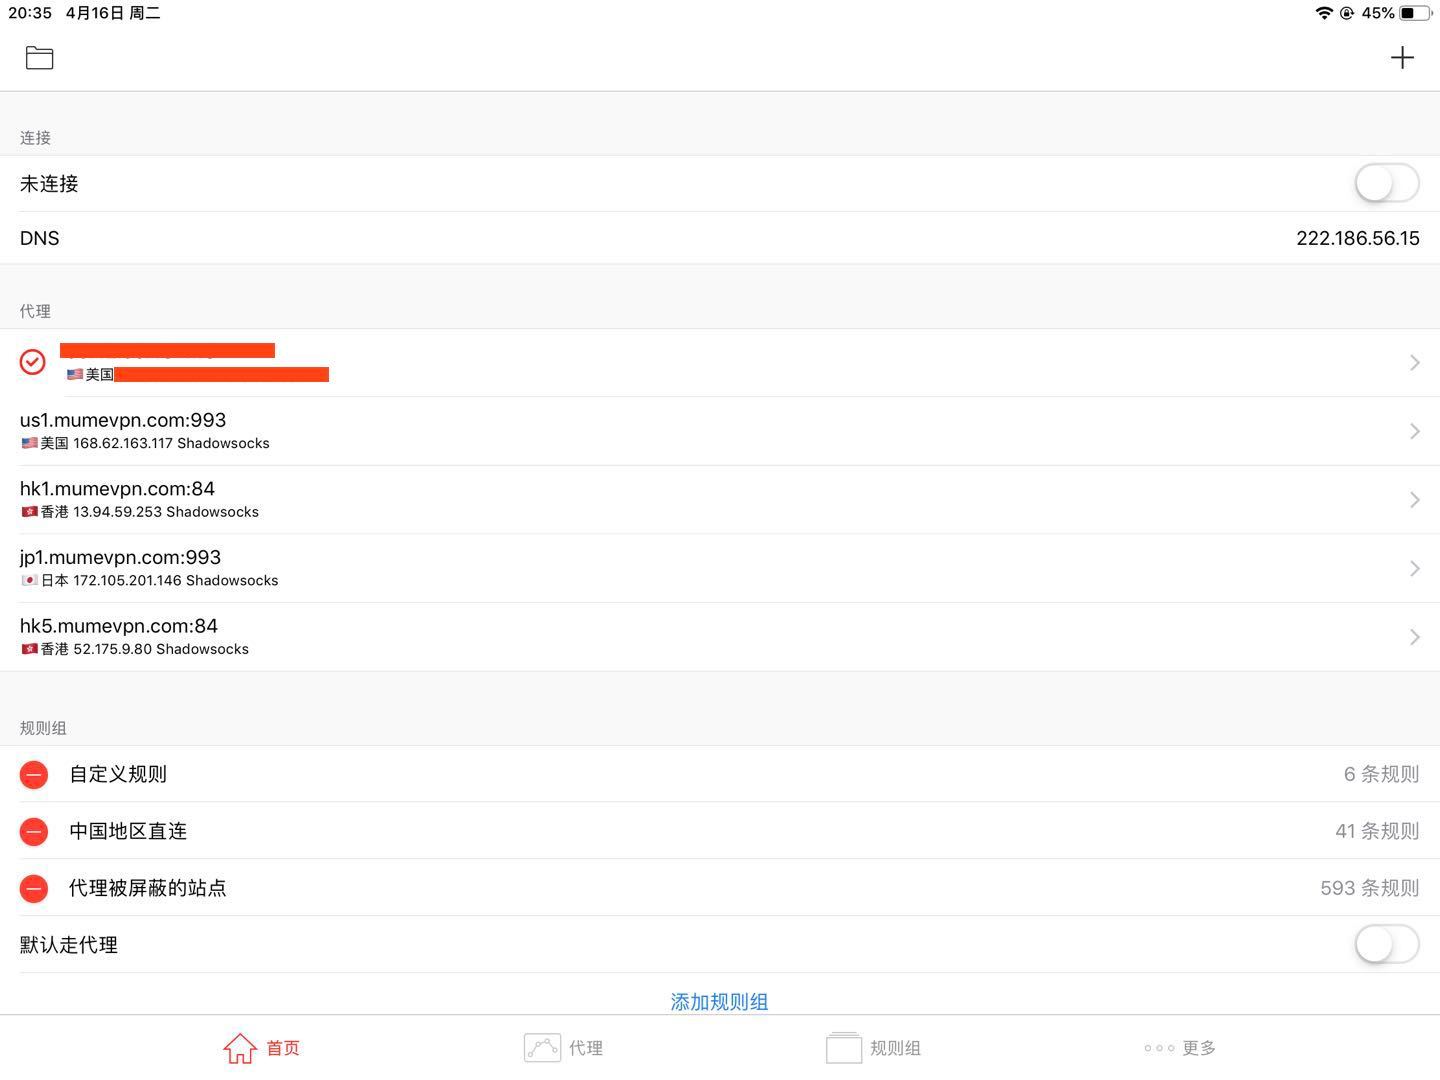 20:35 4月16日 周二
45%
连接
未连接
DNS 222.186.56.15
代理
美国
us1.mumevpn.com:993
美国 168.62.163.117 Shadowsocks
hk1.mumevpn.com:84
香港 13.94.59.253 Shadowsocks
jp1.mumevpn.com:993
日本 172.105.201.146 Shadowsocks
hk5.mumevpn.com:84
香港 52.175.9.80 Shadowsocks
规则组
自定义规则 6 条规则
中国地区直连 41 条规则
代理被屏蔽的站点 593 条规则
默认走代理
添加规则组
首页 代理 规则组 更多